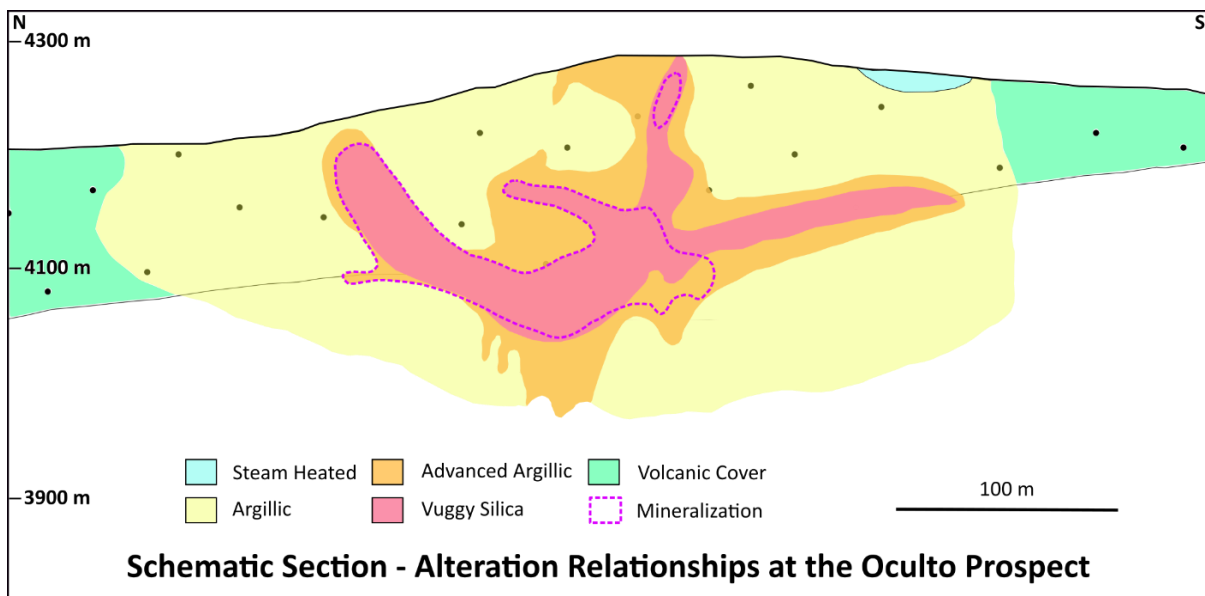 N
S
4300 m
4100 m
3900 m
Steam Heated
Advanced Argillic
Volcanic Cover
Argillic
Vuggy Silica
Mineralization
100 m
Schematic Section - Alteration Relationships at the Oculto Prospect